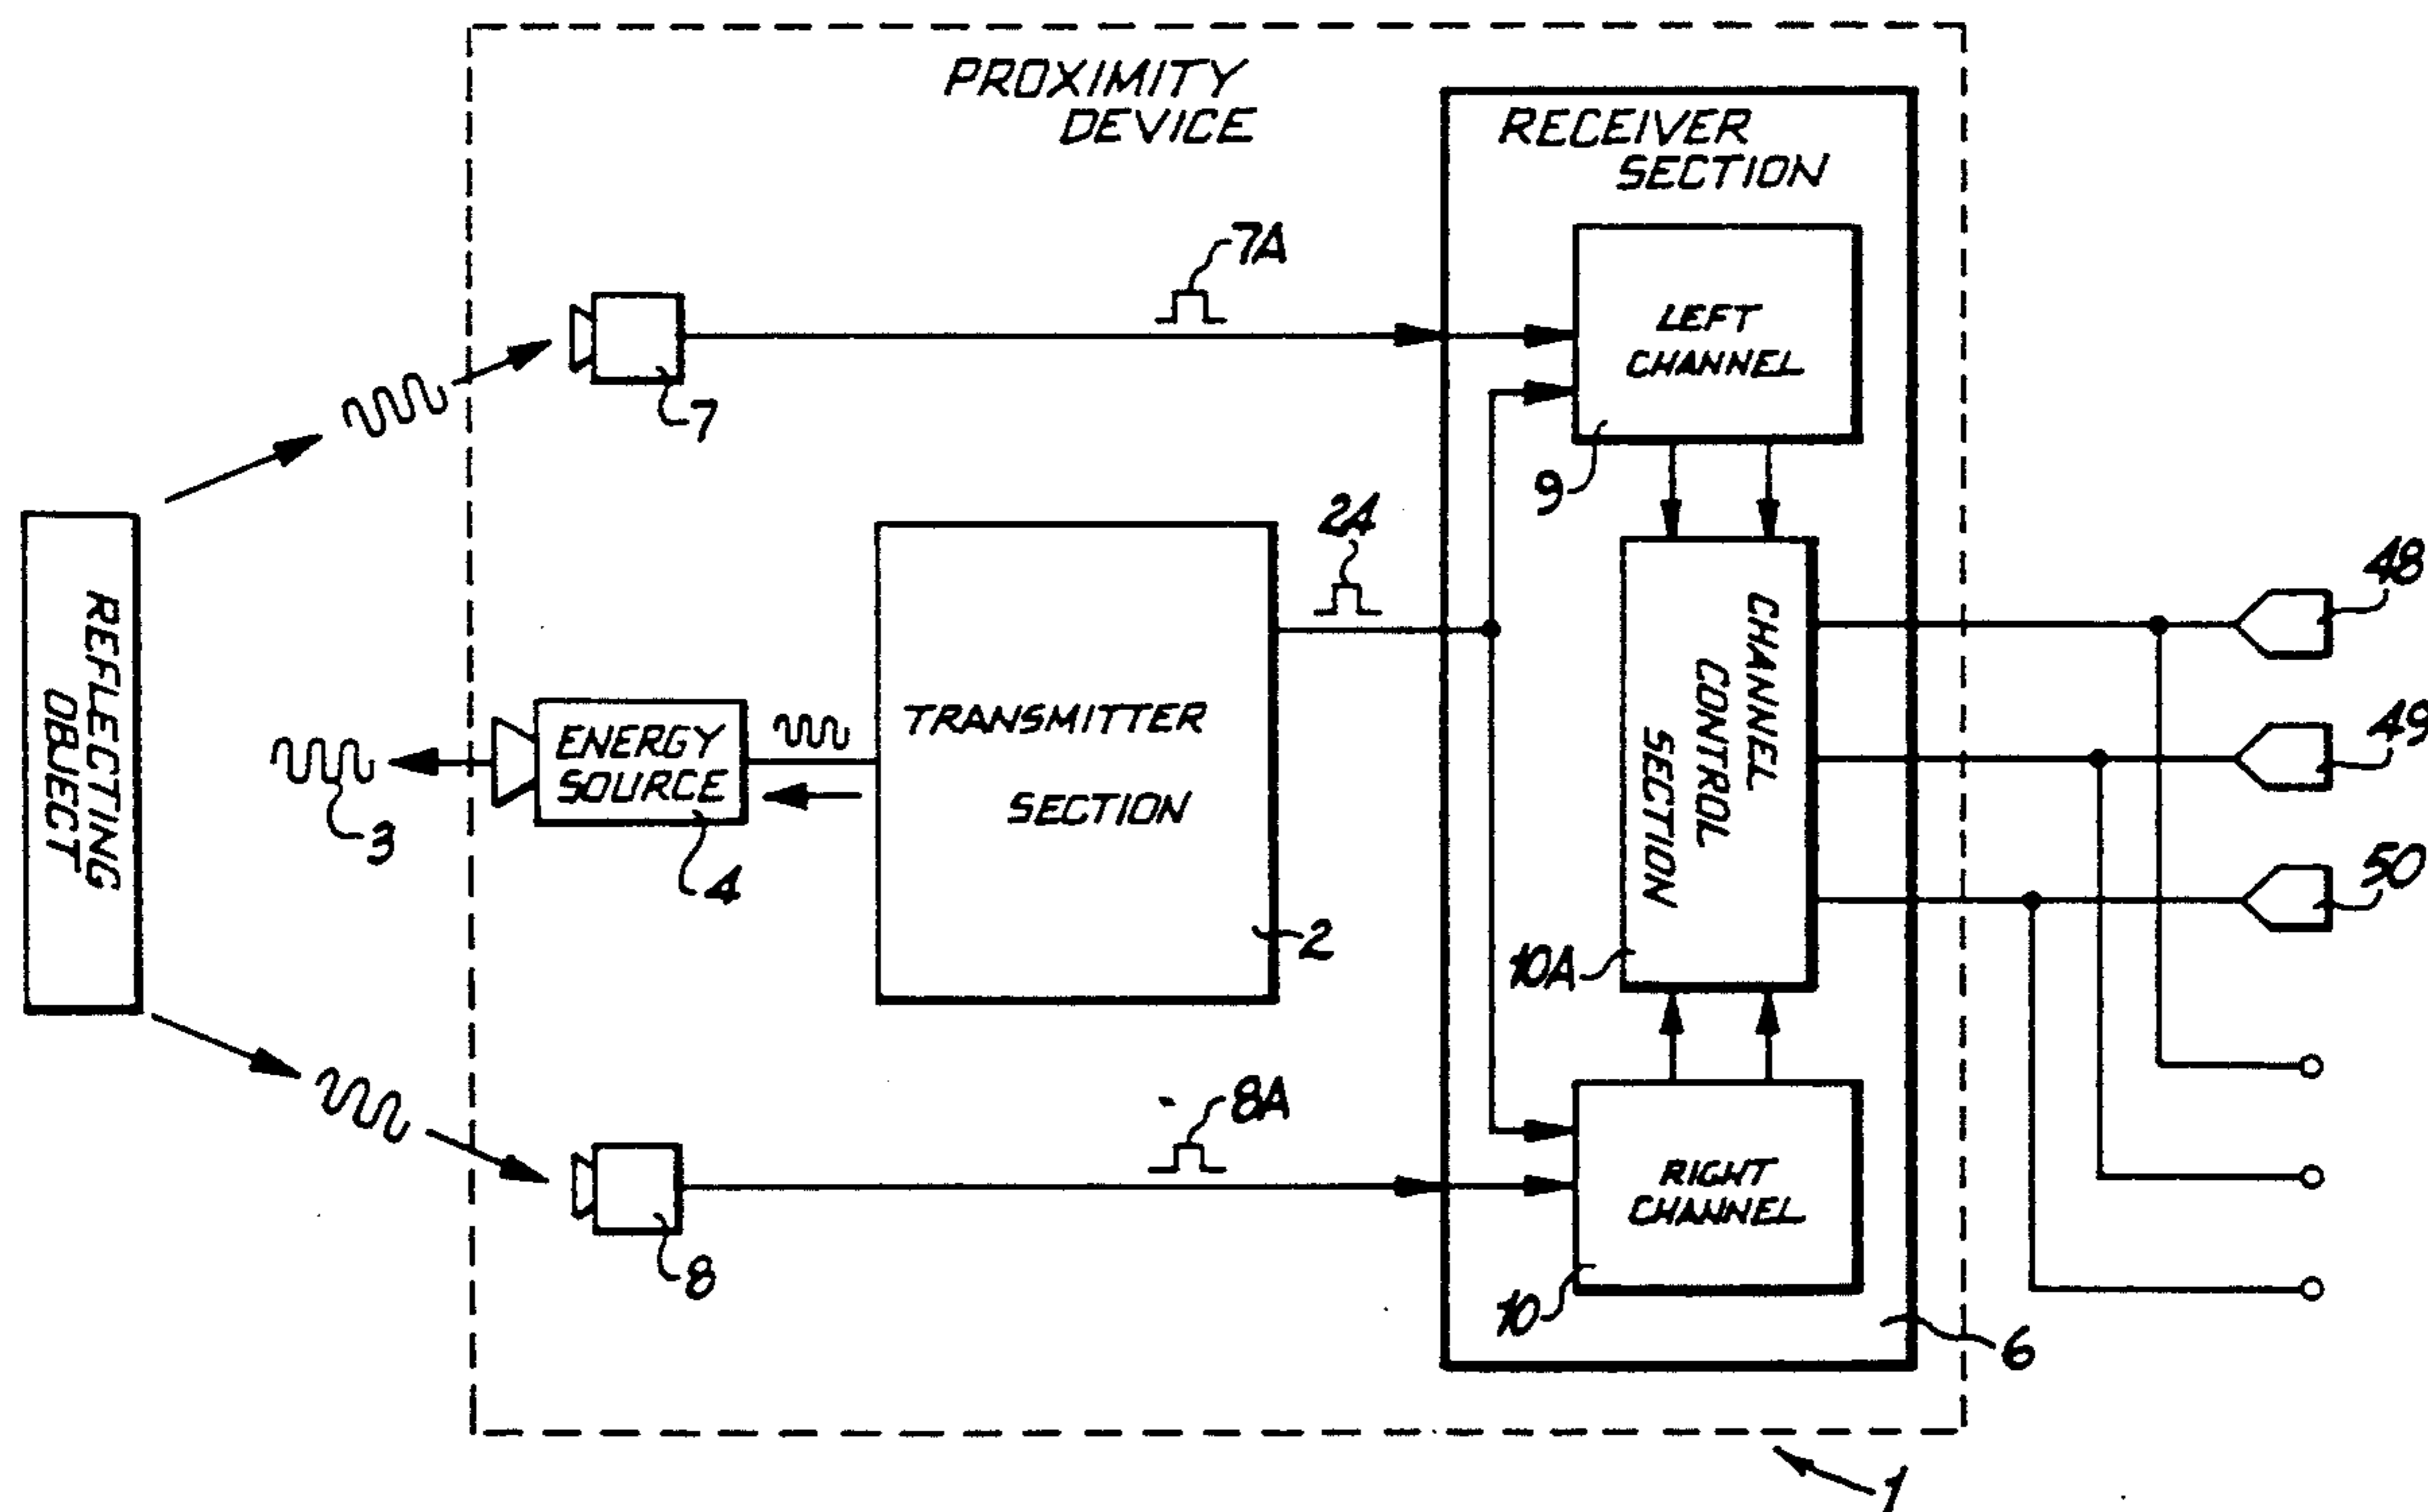 PROXIMITY
DEVICE
RECEIVER
SECTION
7A
LEFT
CHANNEL
7
9
2A
48
REFLECTING
OBJECT
CHANNEL
CONTROL
SECTION
49
ENERGY
SOURCE
TRANSMITTER
SECTION
3
4
2
50
10A
8A
RIGHT
CHANNEL
8
10
6
1